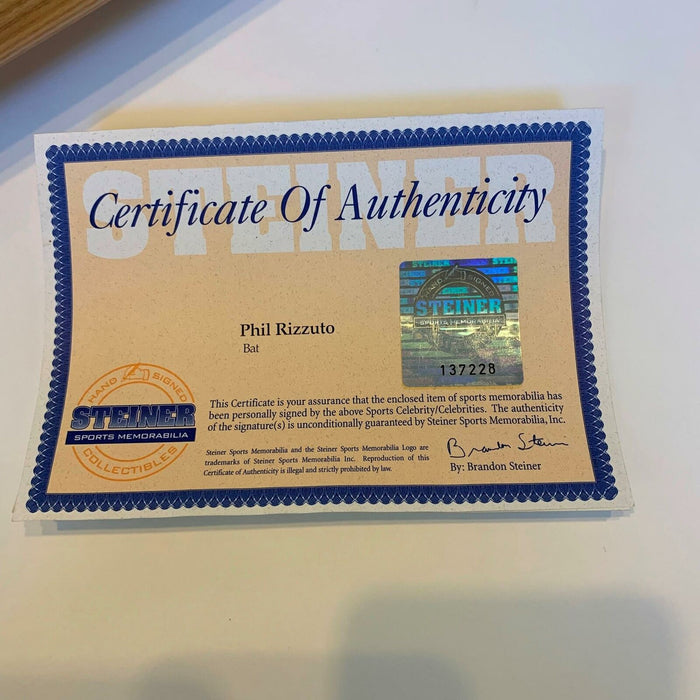 STEINER
Certificate Of Authenticity
STEINER
SPORTS MEMORABILIA
137228
Phil Rizzuto
Bat
HAND SIGNED
STEINER
SPORTS MEMORABILIA
COLLECTIBLES
This Certificate is your assurance that the enclosed item of sports memorabilia has
been personally signed by the above Sports Celebrity/Celebrities. The authenticity
of the signature(s) is unconditionally guaranteed by Steiner Sports Memorabilia, Inc.
Steiner Sports Memorabilia and the Steiner Sports Memorabilia Logo are
trademarks of Steiner Sports Memorabilia Inc. Reproduction of this
Certificate of Authenticity is illegal and strictly prohibited by law.
Brandon Steiner
By: Brandon Steiner